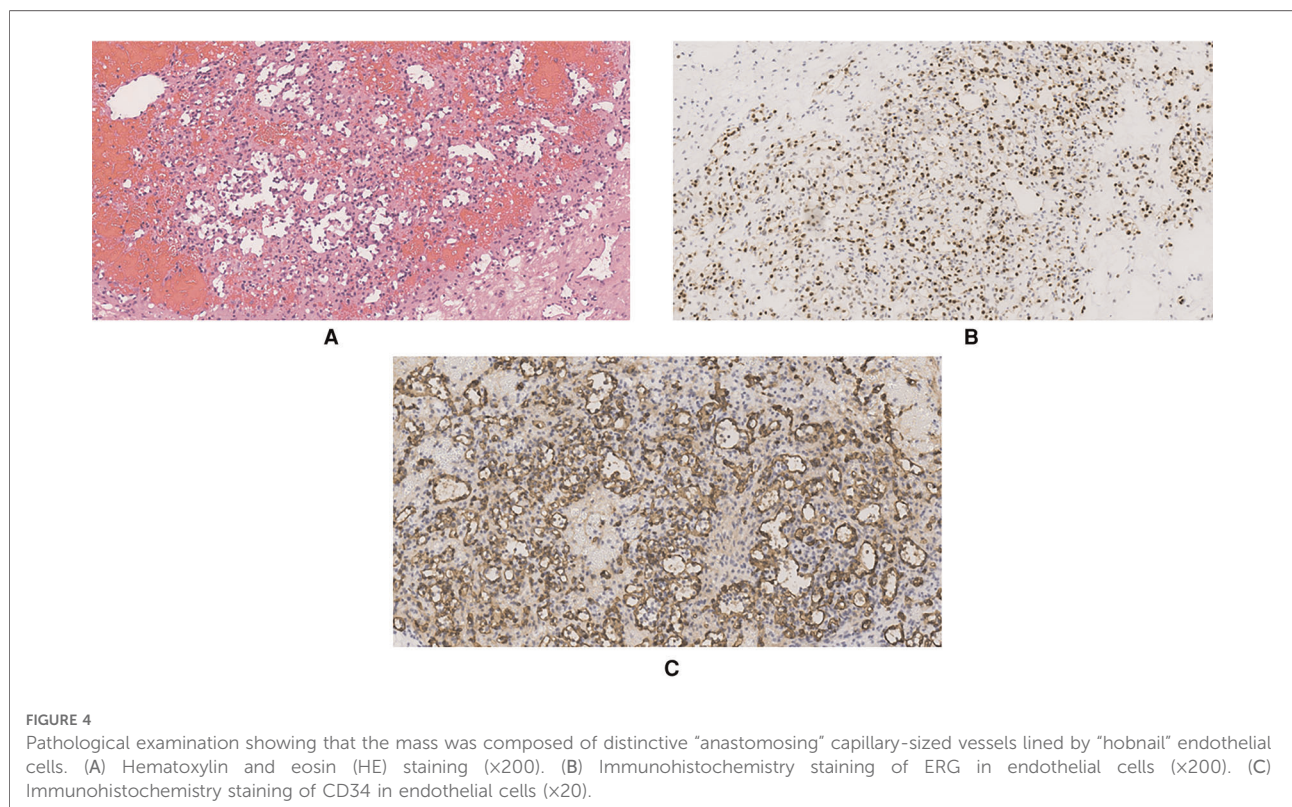 A
B
C
FIGURE 4
Pathological examination showing that the mass was composed of distinctive “anastomosing” capillary-sized vessels lined by “hobnail” endothelial
cells. (A) Hematoxylin and eosin (HE) staining (×200). (B) Immunohistochemistry staining of ERG in endothelial cells (×200). (C)
Immunohistochemistry staining of CD34 in endothelial cells (×20).